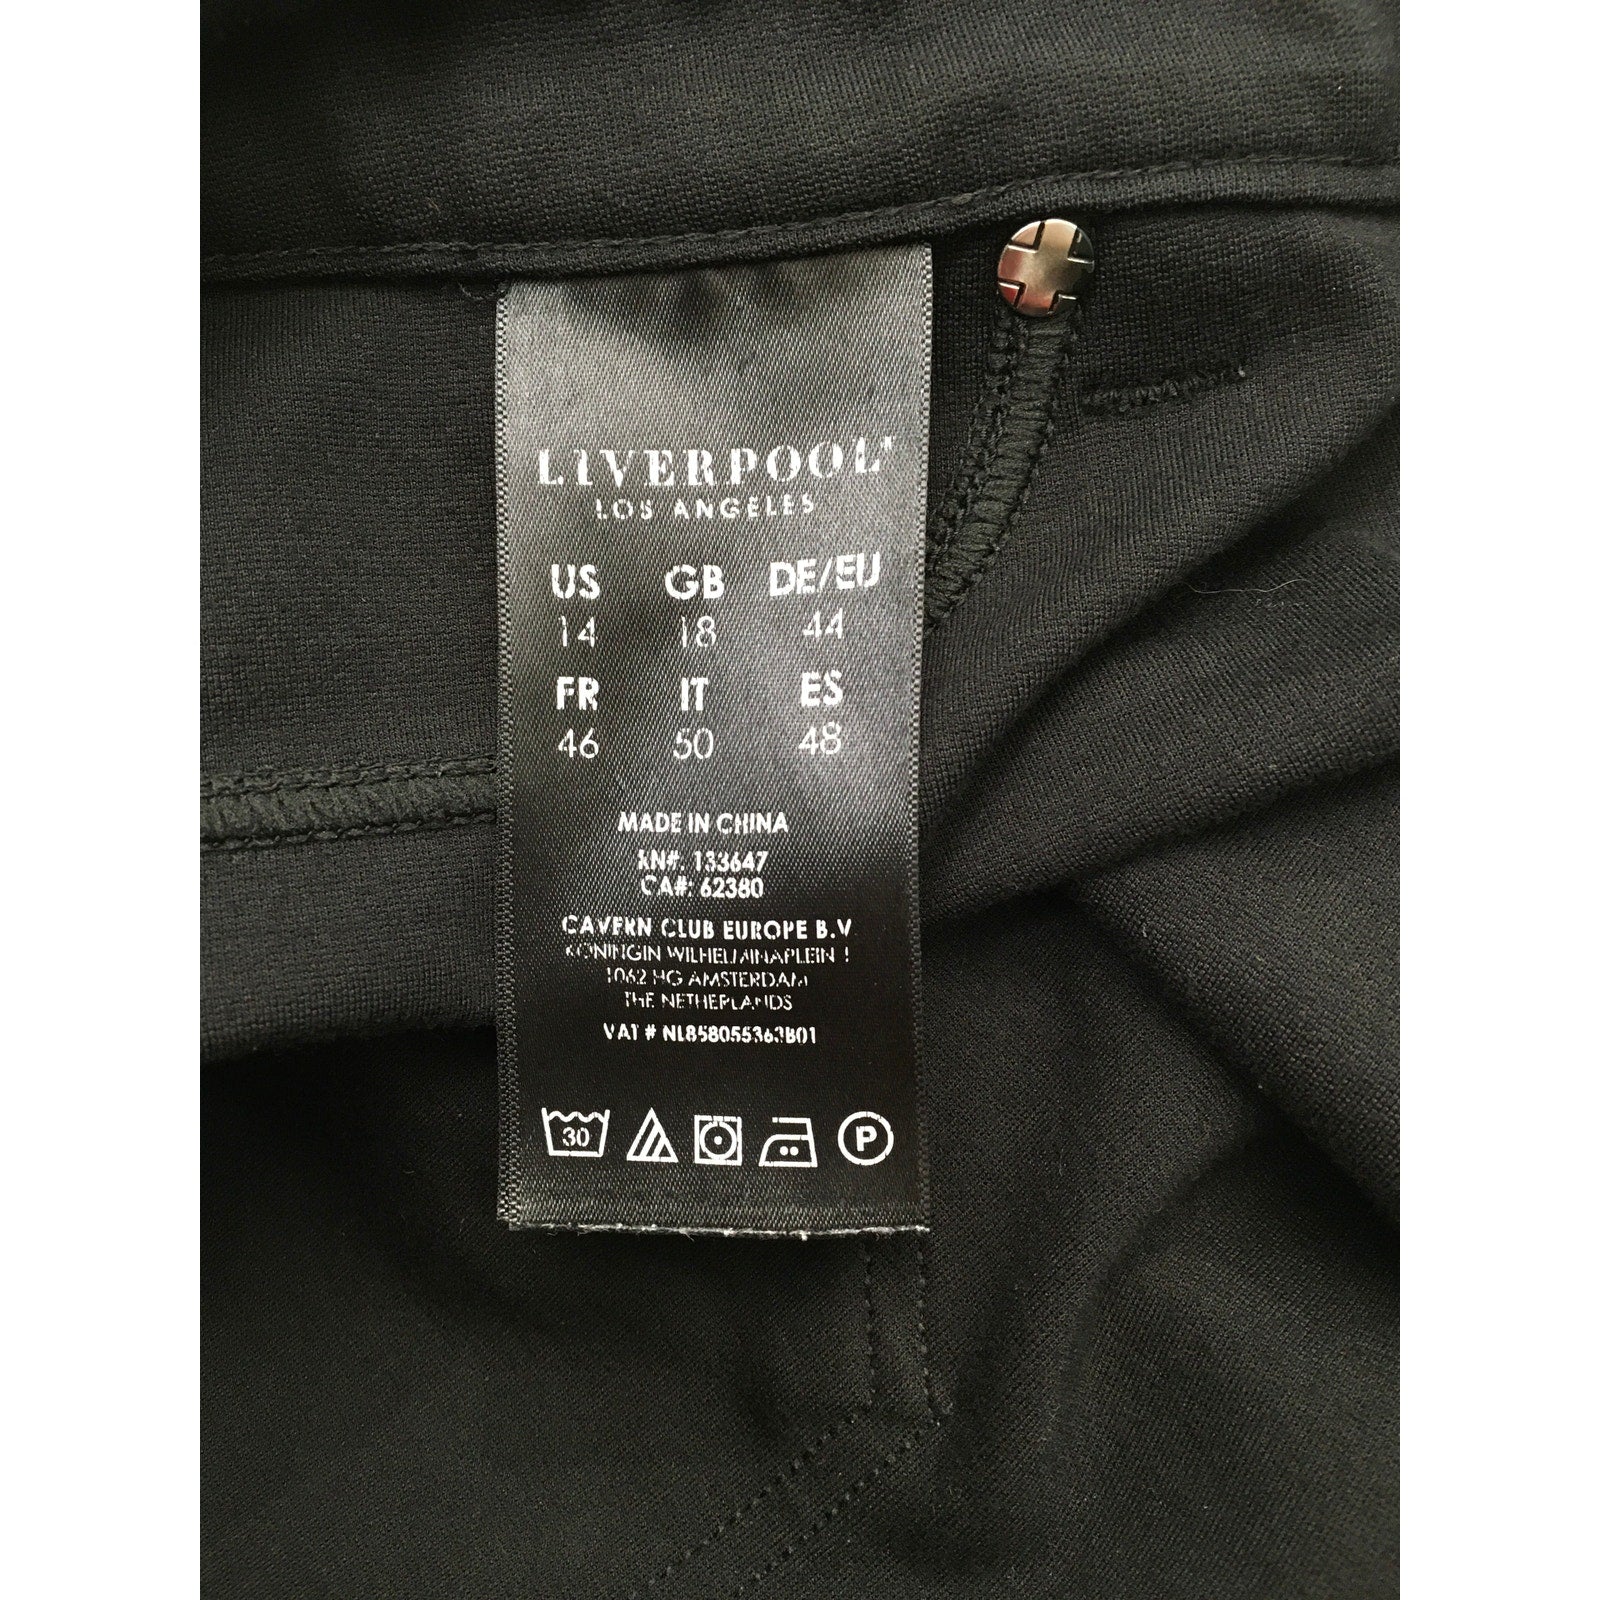 LIVERPOOL
LOS ANGELES
US GB DE/EU
14 18 44
FR IT ES
46 50 48
MADE IN CHINA
RN#: 133647
CA#: 62380
CAVERN CLUB EUROPE B.V.
KONINGIN WILHELMINAPLEIN 1
1062 HG AMSTERDAM
THE NETHERLANDS
VAT # NL858055363B01
30 P